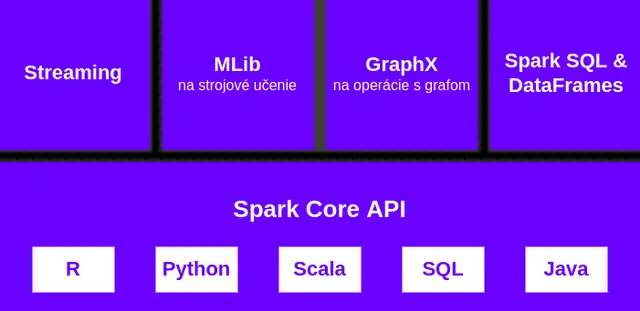 Streaming
MLib
na strojové učenie
GraphX
na operácie s grafom
Spark SQL &
DataFrames
Spark Core API
R
Python
Scala
SQL
Java